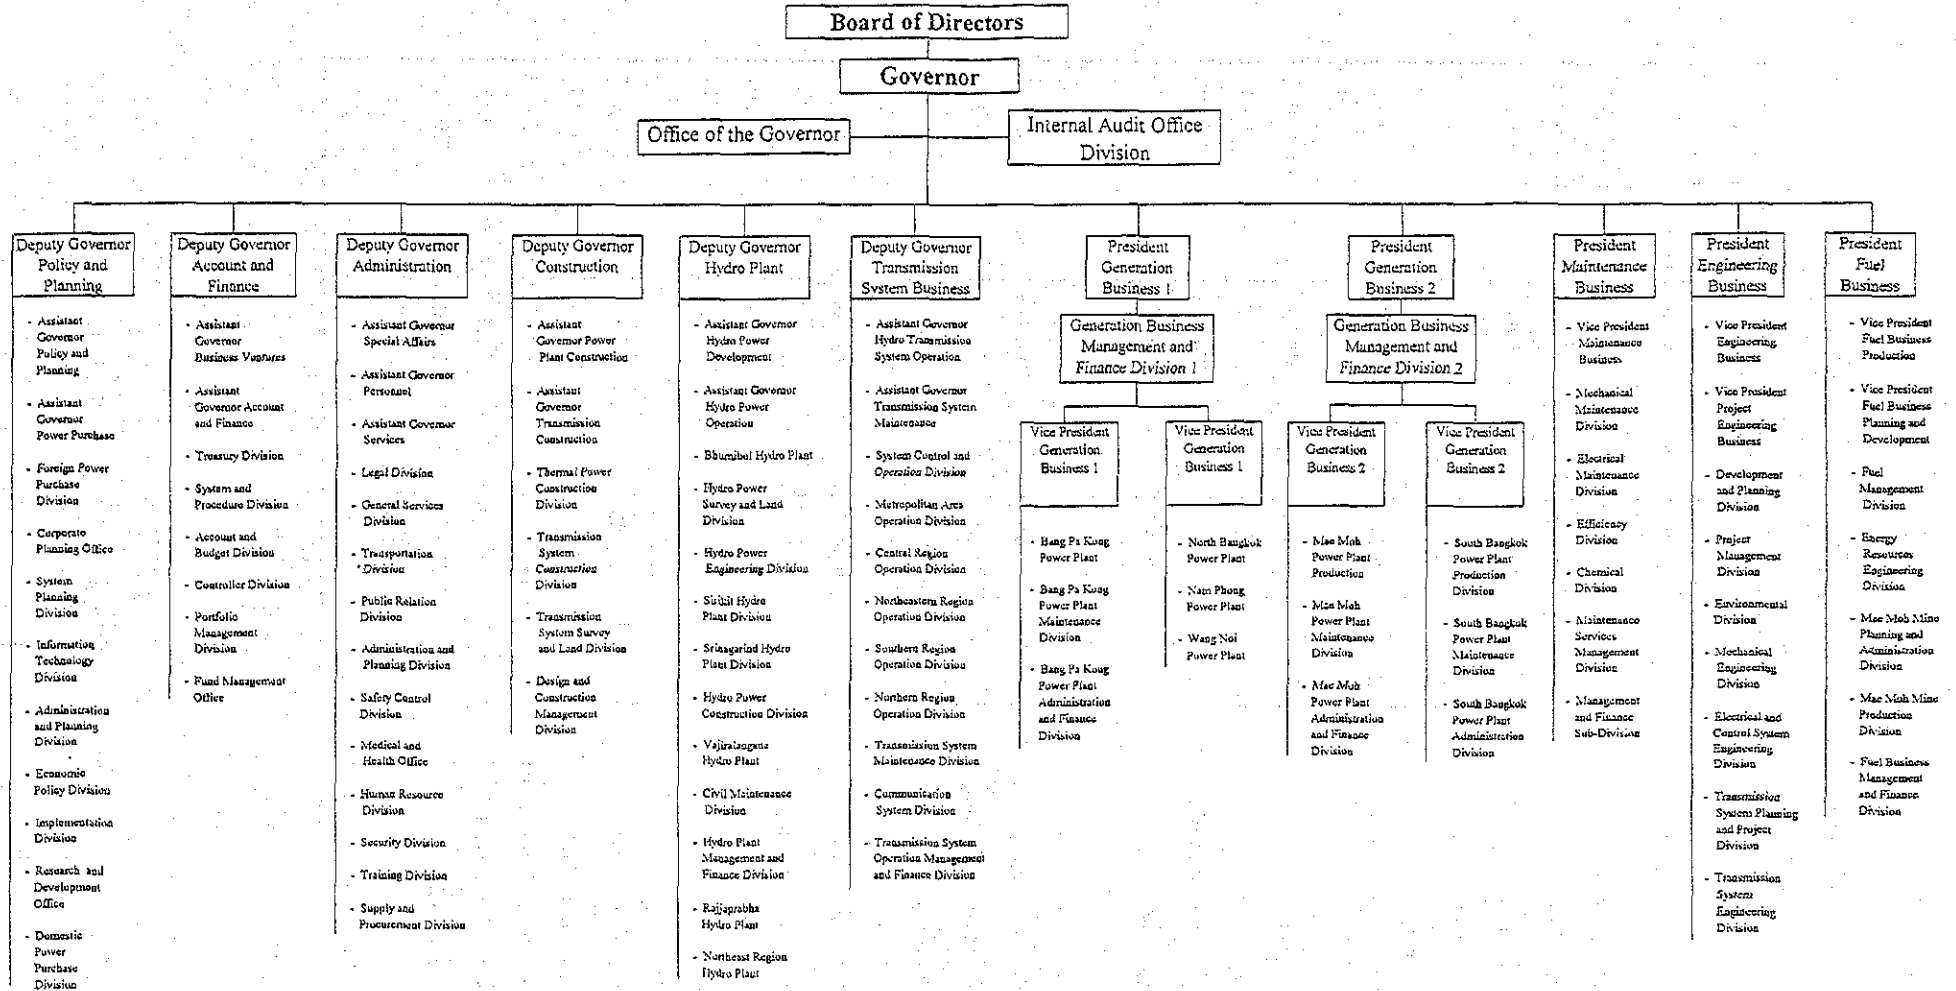 Board of Directors
Governor
Office of the Governor
Internal Audit Office
Division
Deputy Governor
Policy and
Planning
- Assistant
Governor
Policy and
Planning
- Assistant
Governor
Power Purchase
- Foreign Power
Purchase
Division
- Corporate
Planning Office
- System
Planning
Division
- Information
Technology
Division
- Administration
and Planning
Division
- Economic
Policy Division
- Implementation
Division
- Research and
Development
Office
- Domestic
Power
Purchase
Division
Deputy Governor
Account and
Finance
- Assistant
Governor
Business Ventures
- Assistant
Governor Account
and Finance
- Treasury Division
- System and
Procedure Division
- Account and
Budget Division
- Controller Division
- Portfolio
Management
Division
- Fund Management
Office
Deputy Governor
Administration
- Assistant Governor
Special Affairs
- Assistant Governor
Personnel
- Assistant Governor
Services
- Legal Division
- General Services
Division
- Transportation
Division
- Public Relation
Division
- Administration and
Planning Division
- Safety Control
Division
- Medical and
Health Office
- Human Resource
Division
- Security Division
- Training Division
- Supply and
Procurement Division
Deputy Governor
Construction
- Assistant
Governor Power
Plant Construction
- Assistant
Governor
Transmission
Construction
- Thermal Power
Construction
Division
- Transmission
System
Construction
Division
- Transmission
System Survey
and Land Division
- Design and
Construction
Management
Division
Deputy Governor
Hydro Plant
- Assistant Governor
Hydro Power
Development
- Assistant Governor
Hydro Power
Operation
- Bhumibol Hydro Plant
- Hydro Power
Survey and Land
Division
- Hydro Power
Engineering Division
- Sirikit Hydro
Plant Division
- Srinagarind Hydro
Plant Division
- Hydro Power
Construction Division
- Vajiralongana
Hydro Plant
- Civil Maintenance
Division
- Hydro Plant
Management and
Finance Division
- Rajjaprabha
Hydro Plant
- Northeast Region
Hydro Plant
Deputy Governor
Transmission
System Business
- Assistant Governor
Hydro Transmission
System Operation
- Assistant Governor
Transmission System
Maintenance
- System Control and
Operation Division
- Metropolitan Area
Operation Division
- Central Region
Operation Division
- Northeastern Region
Operation Division
- Southern Region
Operation Division
- Northern Region
Operation Division
- Transmission System
Maintenance Division
- Communication
System Division
- Transmission System
Operation Management
and Finance Division
President
Generation
Business 1
Generation Business
Management and
Finance Division 1
Vice President
Generation
Business 1
- Bang Pa Kong
Power Plant
- Bang Pa Kong
Power Plant
Maintenance
Division
- Bang Pa Kong
Power Plant
Administration
and Finance
Division
Vice President
Generation
Business 1
- North Bangkok
Power Plant
- Nam Phong
Power Plant
- Wang Noi
Power Plant
President
Generation
Business 2
Generation Business
Management and
Finance Division 2
Vice President
Generation
Business 2
- Mae Moh
Power Plant
Production
- Mae Moh
Power Plant
Maintenance
Division
- Mae Moh
Power Plant
Administration
and Finance
Division
Vice President
Generation
Business 2
- South Bangkok
Power Plant
Production
Division
- South Bangkok
Power Plant
Maintenance
Division
- South Bangkok
Power Plant
Administration
Division
President
Maintenance
Business
- Vice President
Maintenance
Business
- Mechanical
Maintenance
Division
- Electrical
Maintenance
Division
- Efficiency
Division
- Chemical
Division
- Maintenance
Services
Management
Division
- Management
and Finance
Sub-Division
President
Engineering
Business
- Vice President
Engineering
Business
- Vice President
Project
Engineering
Business
- Development
and Planning
Division
- Project
Management
Division
- Environmental
Division
- Mechanical
Engineering
Division
- Electrical and
Control System
Engineering
Division
- Transmission
System Planning
and Project
Division
- Transmission
System
Engineering
Division
President
Fuel
Business
- Vice President
Fuel Business
Production
- Vice President
Fuel Business
Planning and
Development
- Fuel
Management
Division
- Energy
Resources
Engineering
Division
- Mae Moh Mine
Planning and
Administration
Division
- Mae Moh Mine
Production
Division
- Fuel Business
Management
and Finance
Division